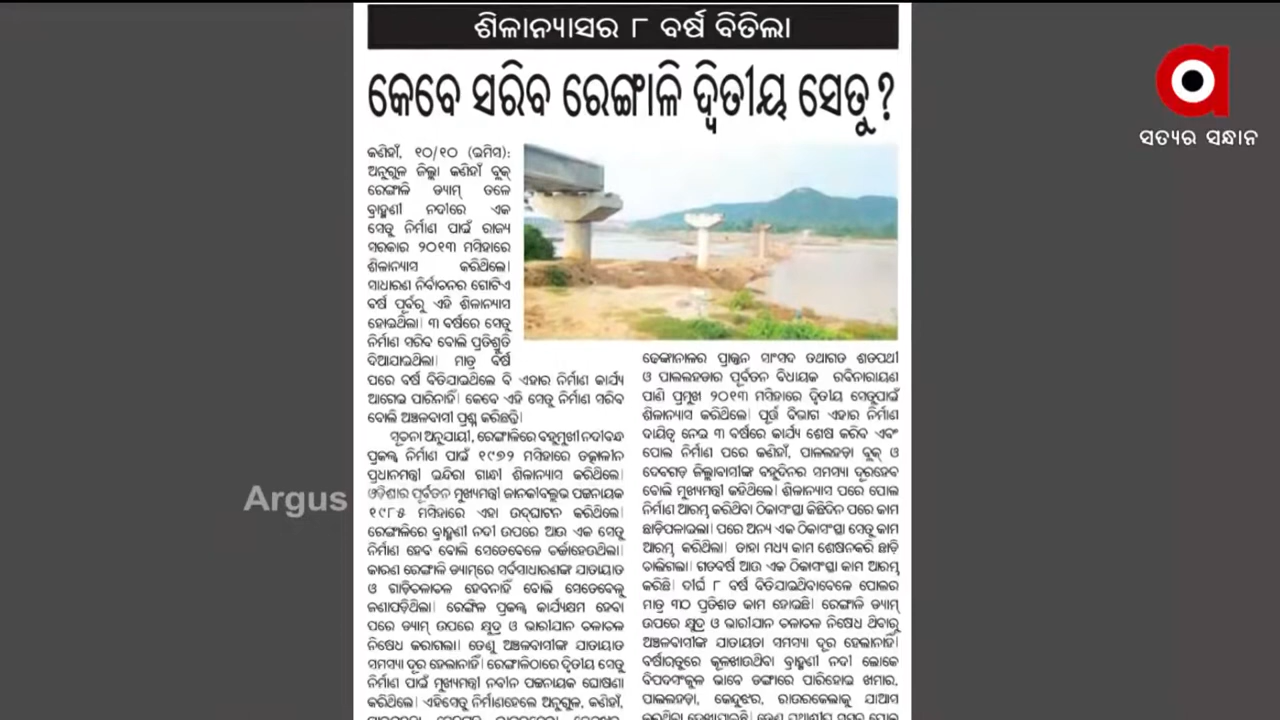 ଶିଳାନ୍ୟାସର ୮ ବର୍ଷ ବିତିଲା
କେବେ ସରିବ ରେଙ୍ଗାଳି ଦ୍ୱିତୀୟ ସେତୁ ?
ସତ୍ୟର ସନ୍ଧାନ
କଣିହାଁ, ୧୦/୧୦ (ଇମିସ):
ଅନୁଗୁଳ ଜିଲ୍ଲା କଣିହାଁ ବ୍ଲକ୍
ରେଙ୍ଗାଳି ଡ୍ୟାମ୍ ତଳେ
ବ୍ରାହ୍ମଣୀ ନଦୀରେ ଏକ
ସେତୁ ନିର୍ମାଣ ପାଇଁ ରାଜ୍ୟ
ସରକାର ୨୦୧୩ ମସିହାରେ
ଶିଳାନ୍ୟାସ କରିଥିଲେ।
ସାଧାରଣ ନିର୍ବାଚନର ଗୋଟିଏ
ବର୍ଷ ପୂର୍ବରୁ ଏହି ଶିଳାନ୍ୟାସ
ହୋଇଥିଲା। ୩ ବର୍ଷରେ ସେତୁ
ନିର୍ମାଣ ସରିବ ବୋଲି ପ୍ରତିଶ୍ରୁତି
ଦିଆଯାଇଥିଲା। ମାତ୍ର ବର୍ଷ
ପରେ ବର୍ଷ ବିତିଯାଇଥିଲେ ବି ଏହାର ନିର୍ମାଣ କାର୍ଯ୍ୟ
ଆଗେଇ ପାରିନାହିଁ। କେବେ ଏହି ସେତୁ ନିର୍ମାଣ ସରିବ
ବୋଲି ଅଞ୍ଚଳବାସୀ ପ୍ରଶ୍ନ କରିଛନ୍ତି।
ସୂଚନା ଅନୁଯାୟୀ, ରେଙ୍ଗାଳିରେ ବହୁମୁଖୀ ନଦୀବନ୍ଧ
ପ୍ରକଳ୍ପ ନିର୍ମାଣ ପାଇଁ ୧୯୭୨ ମସିହାରେ ତତ୍କାଳୀନ
ପ୍ରଧାନମନ୍ତ୍ରୀ ଇନ୍ଦିରା ଗାନ୍ଧୀ ଶିଳାନ୍ୟାସ କରିଥିଲେ।
ଓଡ଼ିଶାର ପୂର୍ବତନ ମୁଖ୍ୟମନ୍ତ୍ରୀ ଜାନକୀବଲ୍ଲଭ ପଟ୍ଟନାୟକ
୧୯୮୫ ମସିହାରେ ଏହା ଉଦ୍‌ଘାଟନ କରିଥିଲେ।
ରେଙ୍ଗାଳିରେ ବ୍ରାହ୍ମଣୀ ନଦୀ ଉପରେ ଆଉ ଏକ ସେତୁ
ନିର୍ମାଣ ହେବ ବୋଲି ସେତେବେଳେ ଚର୍ଚ୍ଚାହେଉଥିଲା।
କାରଣ ରେଙ୍ଗାଳି ଡ୍ୟାମ୍‌ରେ ସର୍ବସାଧାରଣଙ୍କ ଯାତାୟାତ
ଓ ଗାଡ଼ିଚଳାଚଳ ହେବନାହିଁ ବୋଲି ସେତେବେଳୁ
ଜଣାପଡ଼ିଥିଲା। ରେଙ୍ଗିଳ ପ୍ରକଳ୍ପ କାର୍ଯ୍ୟକ୍ଷମ ହେବା
ପରେ ଡ୍ୟାମ୍ ଉପରେ କ୍ଷୁଦ୍ର ଓ ଭାରୀଯାନ ଚଳାଚଳ
ନିଷେଧ କରାଗଲା। ତେଣୁ ଅଞ୍ଚଳବାସୀଙ୍କ ଯାତାୟାତ
ସମସ୍ୟା ଦୂର ହେଲାନାହିଁ। ରେଙ୍ଗାଳିଠାରେ ଦ୍ୱିତୀୟ ସେତୁ
ନିର୍ମାଣ ପାଇଁ ମୁଖ୍ୟମନ୍ତ୍ରୀ ନବୀନ ପଟ୍ଟନାୟକ ଘୋଷଣା
କରିଥିଲେ। ଏହିସେତୁ ନିର୍ମାଣହେଲେ ଅନୁଗୁଳ, କଣିହାଁ,
ଢେଙ୍କାନାଳର ପ୍ରାକ୍ତନ ସାଂସଦ ତଥାଗତ ଶତପଥୀ
ଓ ପାଲଲହଡାର ପୂର୍ବତନ ବିଧାୟକ ରବିନାରାୟଣ
ପାଣି ପ୍ରମୁଖ ୨୦୧୩ ମସିହାରେ ଦ୍ୱିତୀୟ ସେତୁପାଇଁ
ଶିଳାନ୍ୟାସ କରିଥିଲେ। ପୂର୍ତ୍ତ ବିଭାଗ ଏହାର ନିର୍ମାଣ
ଦାୟିତ୍ୱ ନେଇ ୩ ବର୍ଷରେ କାର୍ଯ୍ୟ ଶେଷ କରିବ ଏବଂ
ପୋଲ ନିର୍ମାଣ ପରେ କଣିହାଁ, ପାଲଲହଡ଼ା ବ୍ଲକ୍ ଓ
ଦେବଗଡ଼ ଜିଲ୍ଲାବାସୀଙ୍କ ବହୁଦିନର ସମସ୍ୟା ଦୂରହେବ
ବୋଲି ମୁଖ୍ୟମନ୍ତ୍ରୀ କହିଥିଲେ। ଶିଳାନ୍ୟାସ ପରେ ପୋଲ
ନିର୍ମାଣ ଆରମ୍ଭ କରିଥିବା ଠିକାସଂସ୍ଥା କିଛିଦିନ ପରେ କାମ
ଛାଡ଼ିପଳାଇଲା। ପରେ ଅନ୍ୟ ଏକ ଠିକାସଂସ୍ଥା ସେତୁ କାମ
ଆରମ୍ଭ କରିଥିଲା। ତାହା ମଧ୍ୟ କାମ ଶେଷନକରି ଛାଡ଼ି
ଚାଲିଗଲା। ଗତବର୍ଷ ଆଉ ଏକ ଠିକାସଂସ୍ଥା କାମ ଆରମ୍ଭ
କରିଛି। ଦୀର୍ଘ ୮ ବର୍ଷ ବିତିଯାଇଥିବାବେଳେ ପୋଲର
ମାତ୍ର ୩୦ ପ୍ରତିଶତ କାମ ହୋଇଛି। ରେଙ୍ଗାଳି ଡ୍ୟାମ୍
ଉପରେ କ୍ଷୁଦ୍ର ଓ ଭାରୀଯାନ ଚଳାଚଳ ନିଷେଧ ଥିବାରୁ
ଅଞ୍ଚଳବାସୀଙ୍କ ଯାତାୟତା ସମସ୍ୟା ଦୂର ହେଲାନାହିଁ।
ବର୍ଷାଋତୁରେ କୂଳଖାଉଥିବା ବ୍ରାହ୍ମଣୀ ନଦୀ ଲୋକେ
ବିପଦସଂକୁଳ ଭାବେ ଡଙ୍ଗାରେ ପାରିହୋଇ ଖମାର,
ପାଇଲହଡ଼ା, କେନ୍ଦୁଝର, ରାଉରକେଲାକୁ ଯାଆସ
Argus